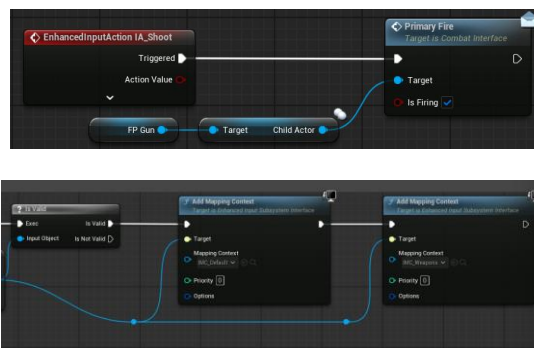 EnhancedInputAction IA_Shoot
Triggered
Action Value
Primary Fire
Target is Combat Interface
Target
Is Firing
FP Gun
Target
Child Actor
Is Valid
Exec
Is Valid
Input Object
Is Not Valid
Add Mapping Context
Target is Enhanced Input Subsystem Interface
Target
Mapping Context
IMC_Default
Priority 0
Options
Add Mapping Context
Target is Enhanced Input Subsystem Interface
Target
Mapping Context
IMC_Weapons
Priority 0
Options